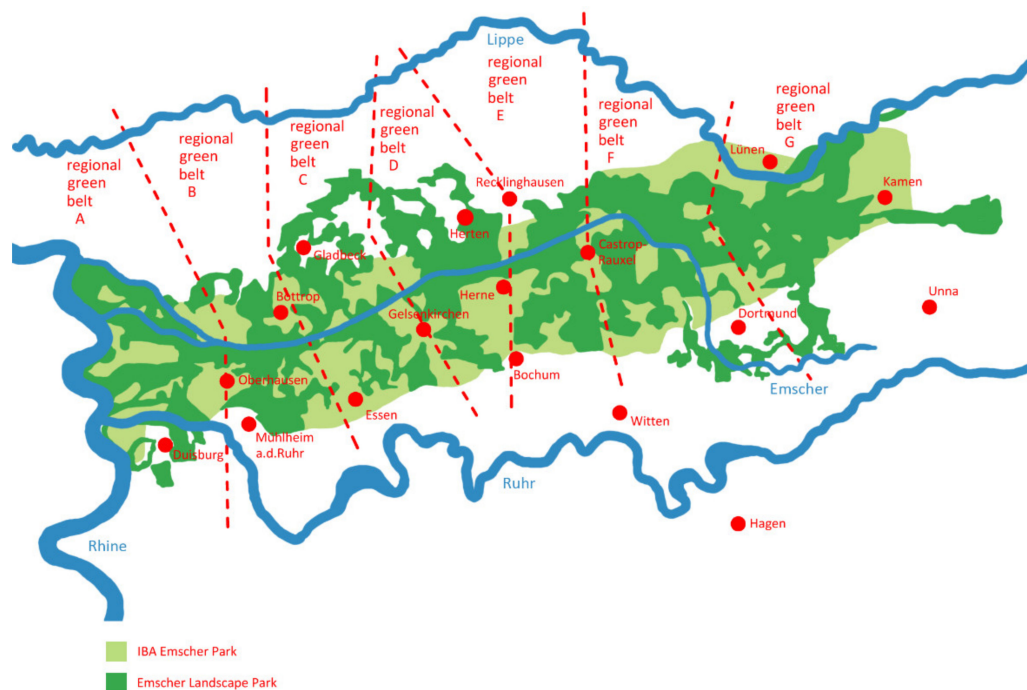 Lippe
regional
green
belt
A
regional
green
belt
B
regional
green
belt
C
regional
green
belt
D
regional
green
belt
E
regional
green
belt
F
regional
green
belt
G
Lünen
Kamen
Recklinghausen
Herten
Gladbeck
Castrop-
Rauxel
Bottrop
Herne
Gelsenkirchen
Unna
Dortmund
Oberhausen
Bochum
Emscher
Essen
Witten
Mühlheim
a.d.Ruhr
Duisburg
Ruhr
Hagen
Rhine
IBA Emscher Park
Emscher Landscape Park